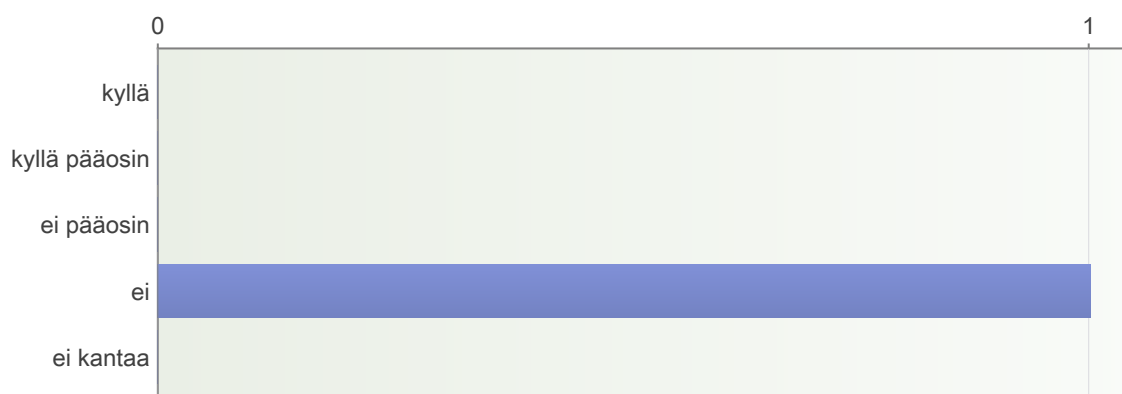 0 1
kyllä
kyllä pääosin
ei pääosin
ei
ei kantaa